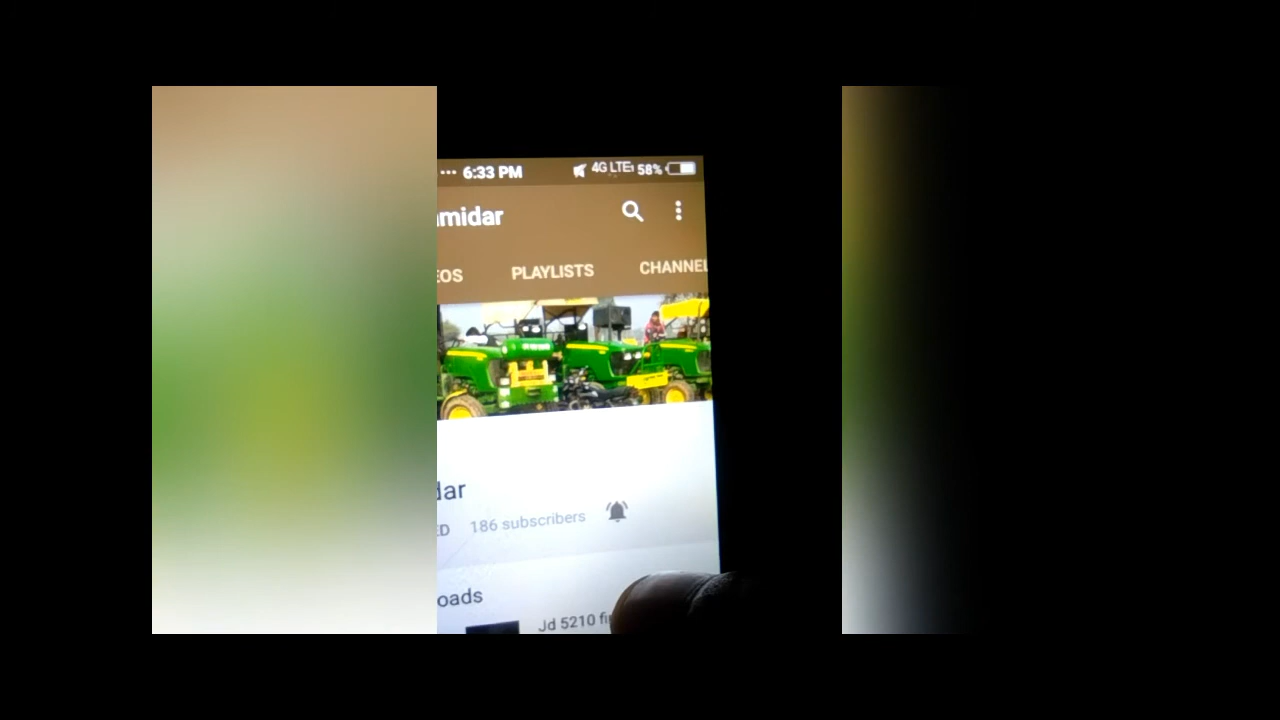 6:33 PM 4G LTE 58%
midar
EOS PLAYLISTS CHANNEL
dar
ED 186 subscribers
oads
Jd 5210